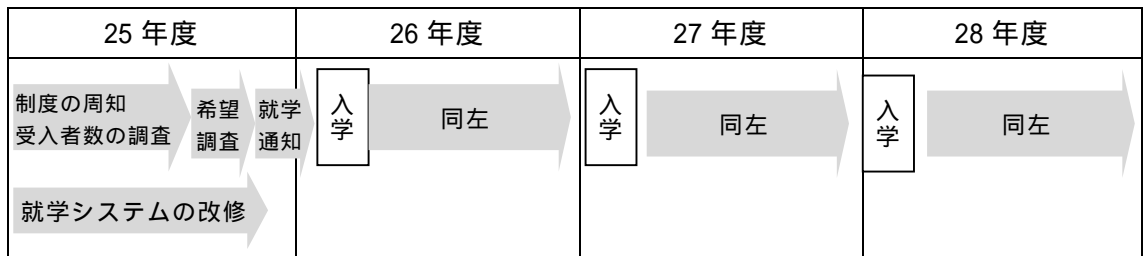 25 年度
26 年度
27 年度
28 年度
制度の周知
受入者数の調査
希望
調査
就学
通知
入学
同左
入学
同左
入学
同左
就学システムの改修